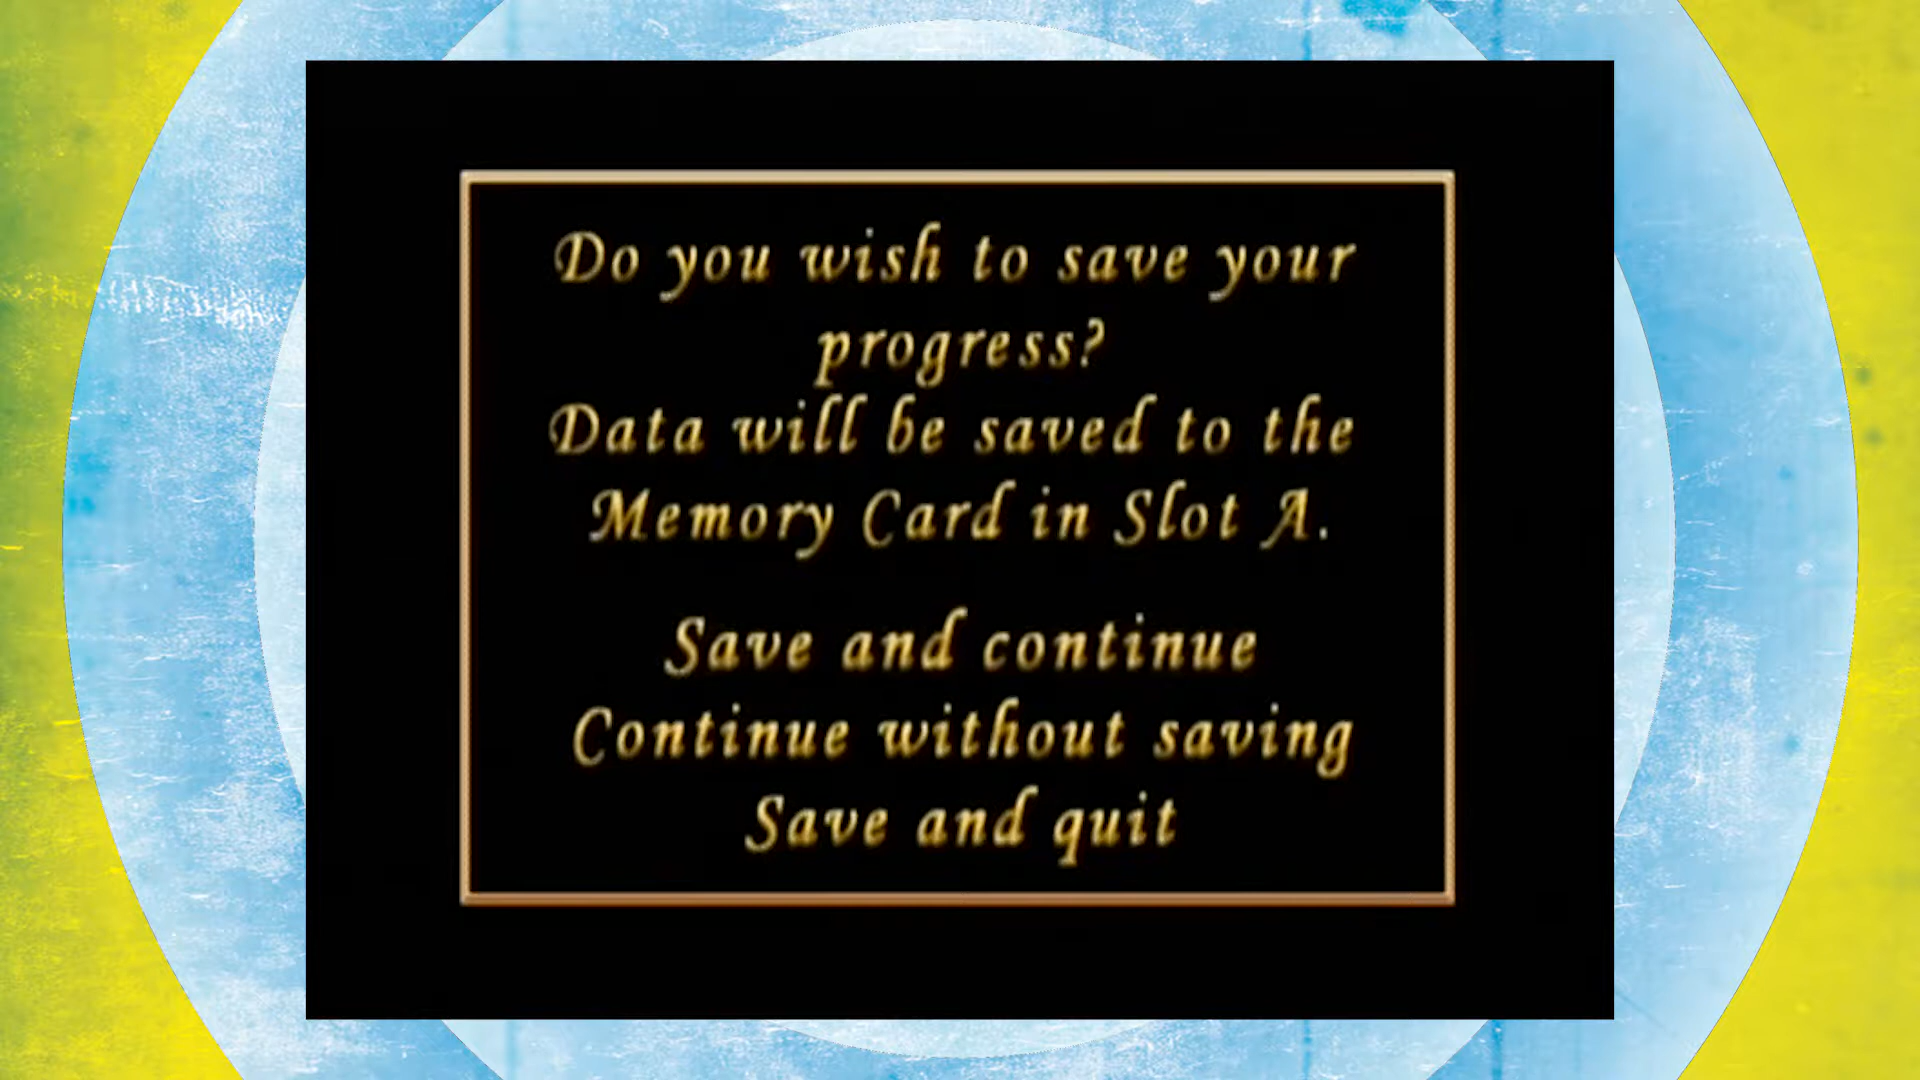 Do you wish to save your
progress?
Data will be saved to the
Memory Card in Slot A.
Save and continue
Continue without saving
Save and quit